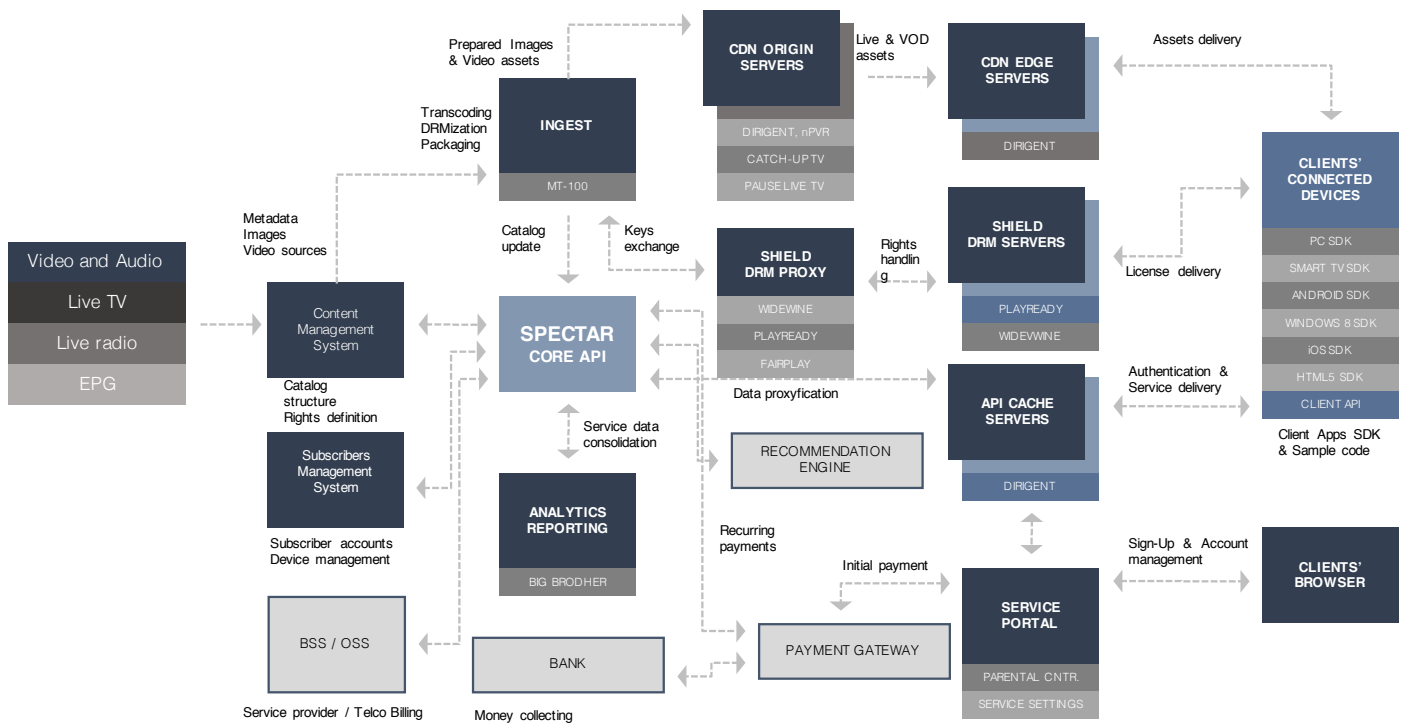 Video and Audio
Live TV
Live radio
EPG
Metadata
Images
Video sources
Content
Management
System
Catalog
structure
Rights definition
Subscribers
Management
System
Subscriber accounts
Device management
BSS / OSS
Service provider / Telco Billing
Prepared Images
& Video assets
Transcoding
DRMization
Packaging
INGEST
MT-100
Catalog
update
Keys
exchange
SPECTAR
CORE API
Service data
consolidation
ANALYTICS
REPORTING
BIG BRODHER
BANK
Money collecting
CDN ORIGIN
SERVERS
DIRIGENT, nPVR
CATCH-UP TV
PAUSE LIVE TV
Live & VOD
assets
SHIELD
DRM PROXY
WIDEWINE
PLAYREADY
FAIRPLAY
Rights
handlin
g
Data proxyfication
RECOMMENDATION
ENGINE
Recurring
payments
Initial payment
PAYMENT GATEWAY
CDN EDGE
SERVERS
DIRIGENT
SHIELD
DRM SERVERS
PLAYREADY
WIDEVWINE
API CACHE
SERVERS
DIRIGENT
SERVICE
PORTAL
PARENTAL CNTR.
SERVICE SETTINGS
Assets delivery
License delivery
Authentication &
Service delivery
Sign-Up & Account
management
CLIENTS'
CONNECTED
DEVICES
PC SDK
SMART TV SDK
ANDROID SDK
WINDOWS 8 SDK
iOS SDK
HTML5 SDK
CLIENT API
Client Apps SDK
& Sample code
CLIENTS'
BROWSER